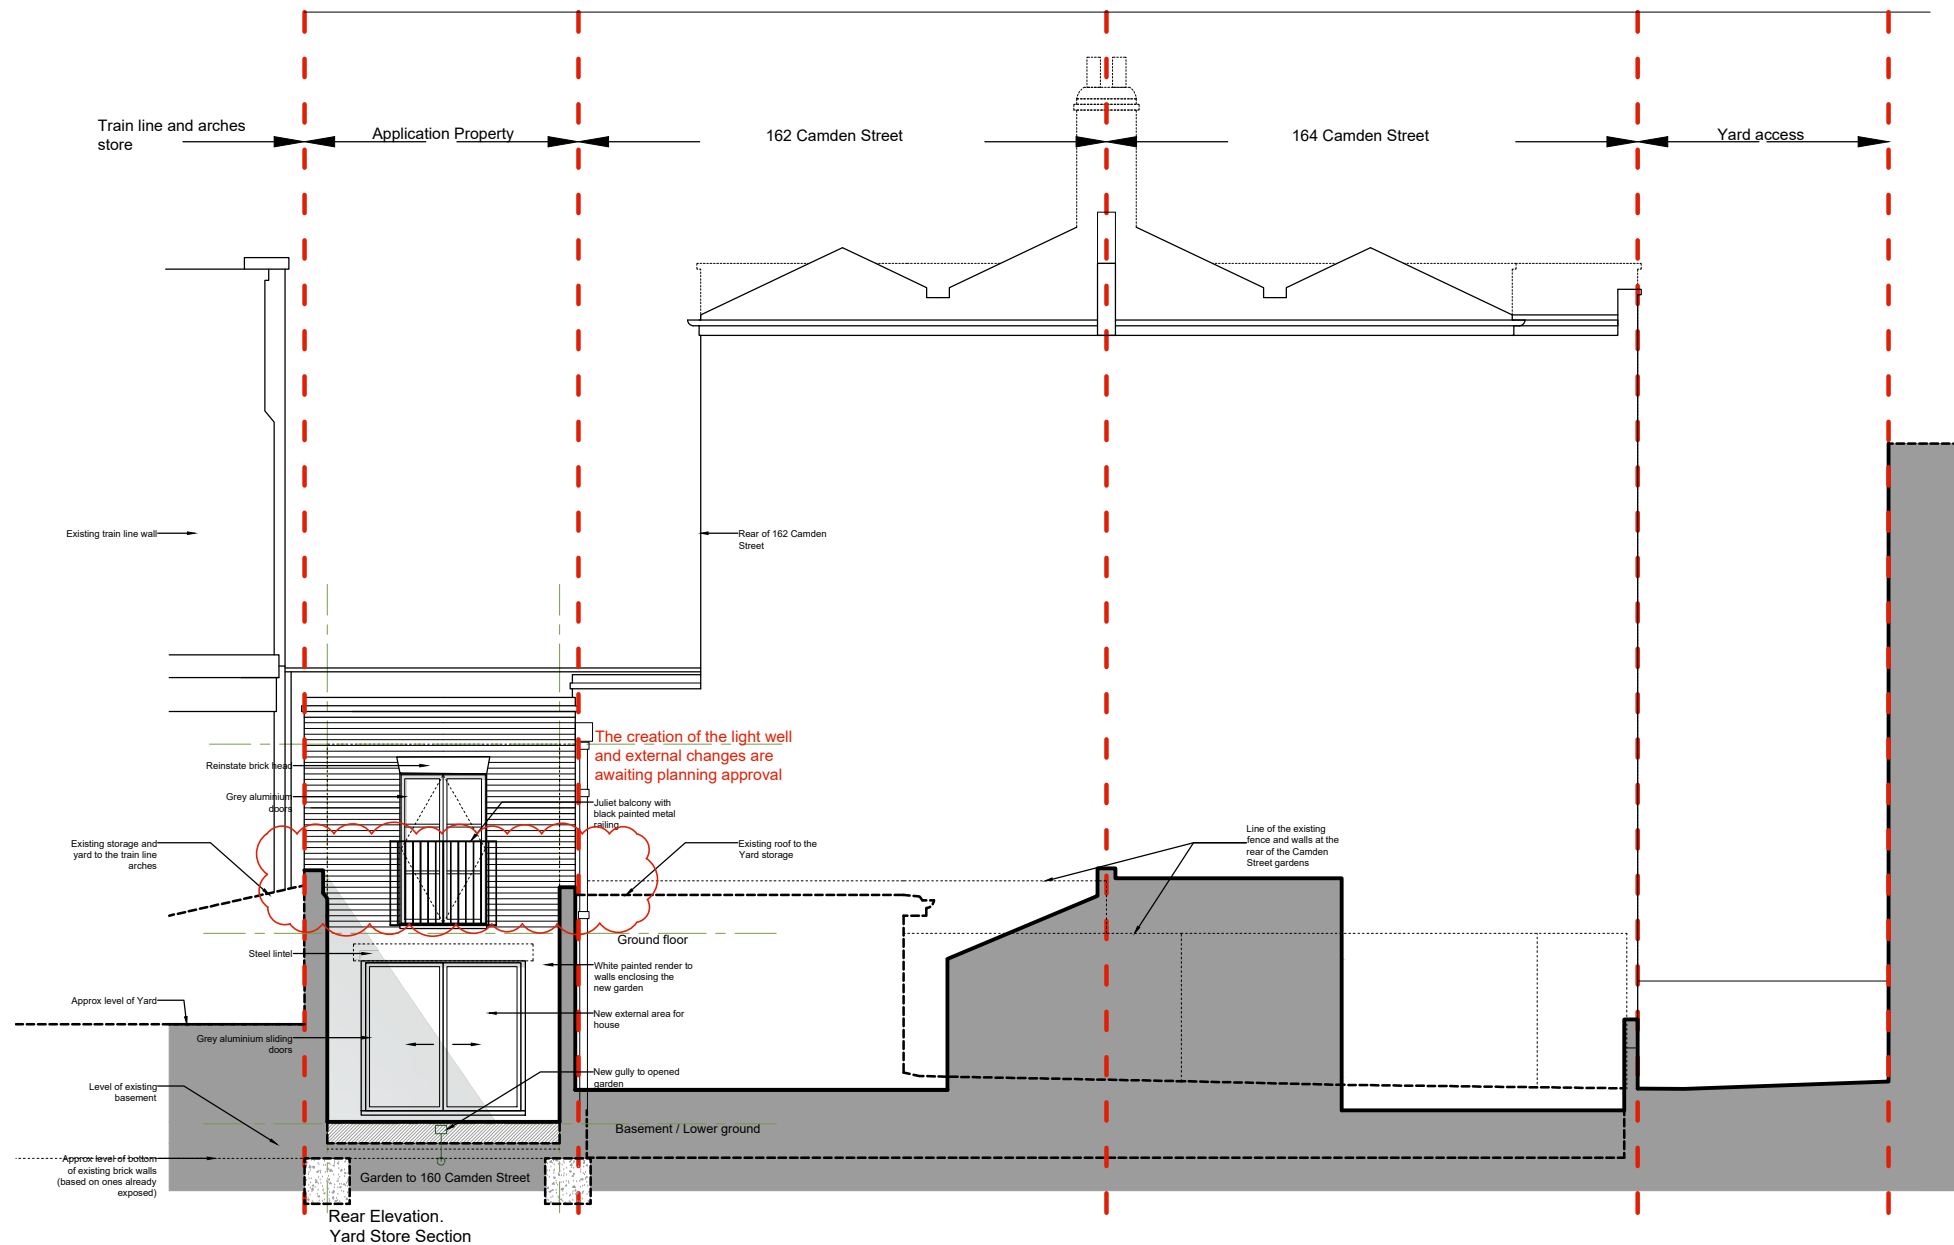 Train line and arches
store
Application Property
162 Camden Street
164 Camden Street
Yard access
Existing train line wall
Rear of 162 Camden
Street
The creation of the light well
and external changes are
awaiting planning approval
Reinstate brick head
Grey aluminium
doors
Juliet balcony with
black painted metal
railing
Existing storage and
yard to the train line
arches
Existing roof to the
Yard storage
Line of the existing
fence and walls at the
rear of the Camden
Street gardens
Ground floor
Steel lintel
White painted render to
walls enclosing the
new garden
Approx level of Yard
New external area for
house
Grey aluminium sliding
doors
New gully to opened
garden
Level of existing
basement
Basement / Lower ground
Approx level of bottom
of existing brick walls
(based on ones already
exposed)
Garden to 160 Camden Street
Rear Elevation.
Yard Store Section